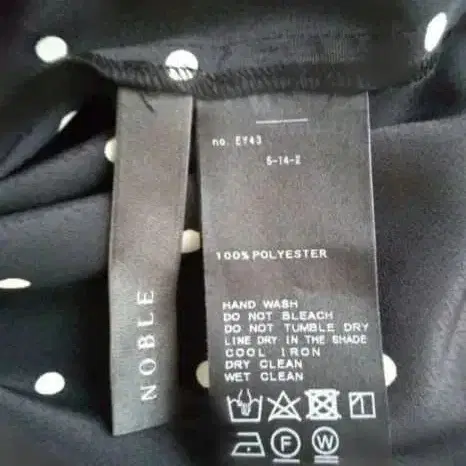 no. EY43
5-14-X
100% POLYESTER
HAND WASH
DO NOT BLEACH
DO NOT TUMBLE DRY
LINE DRY IN THE SHADE
COOL IRON
DRY CLEAN
WET CLEAN
F W
NOBLE